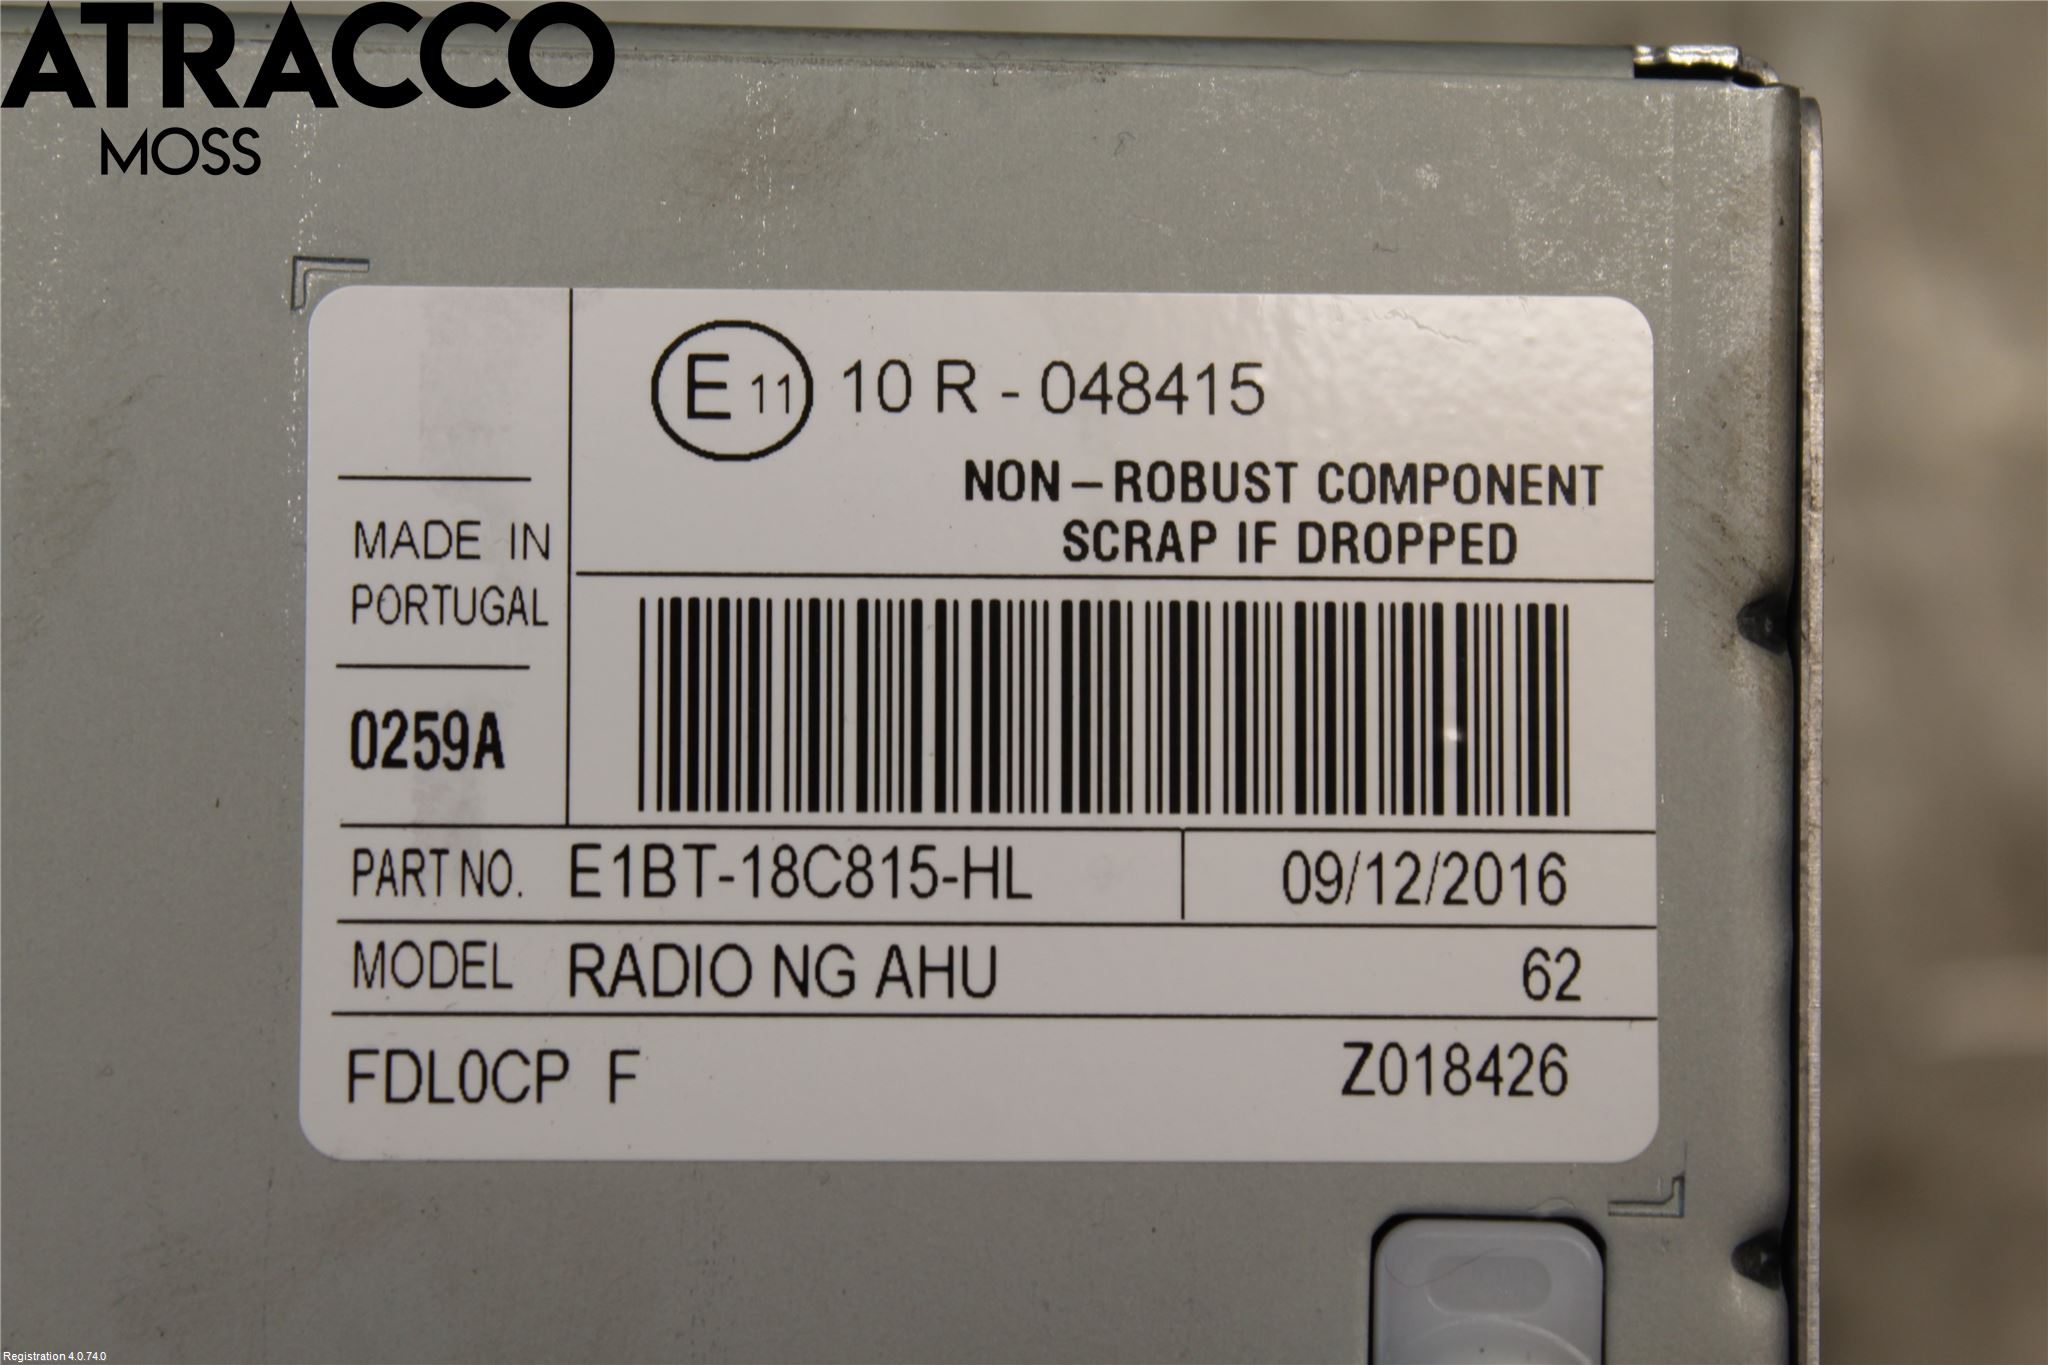 ATRACCO
MOSS
E 11 10 R - 048415
NON - ROBUST COMPONENT
SCRAP IF DROPPED
MADE IN
PORTUGAL
0259A
PART NO. E1BT-18C815-HL 09/12/2016
MODEL RADIO NG AHU 62
FDL0CP F Z018426
Registration 4.0.74.0